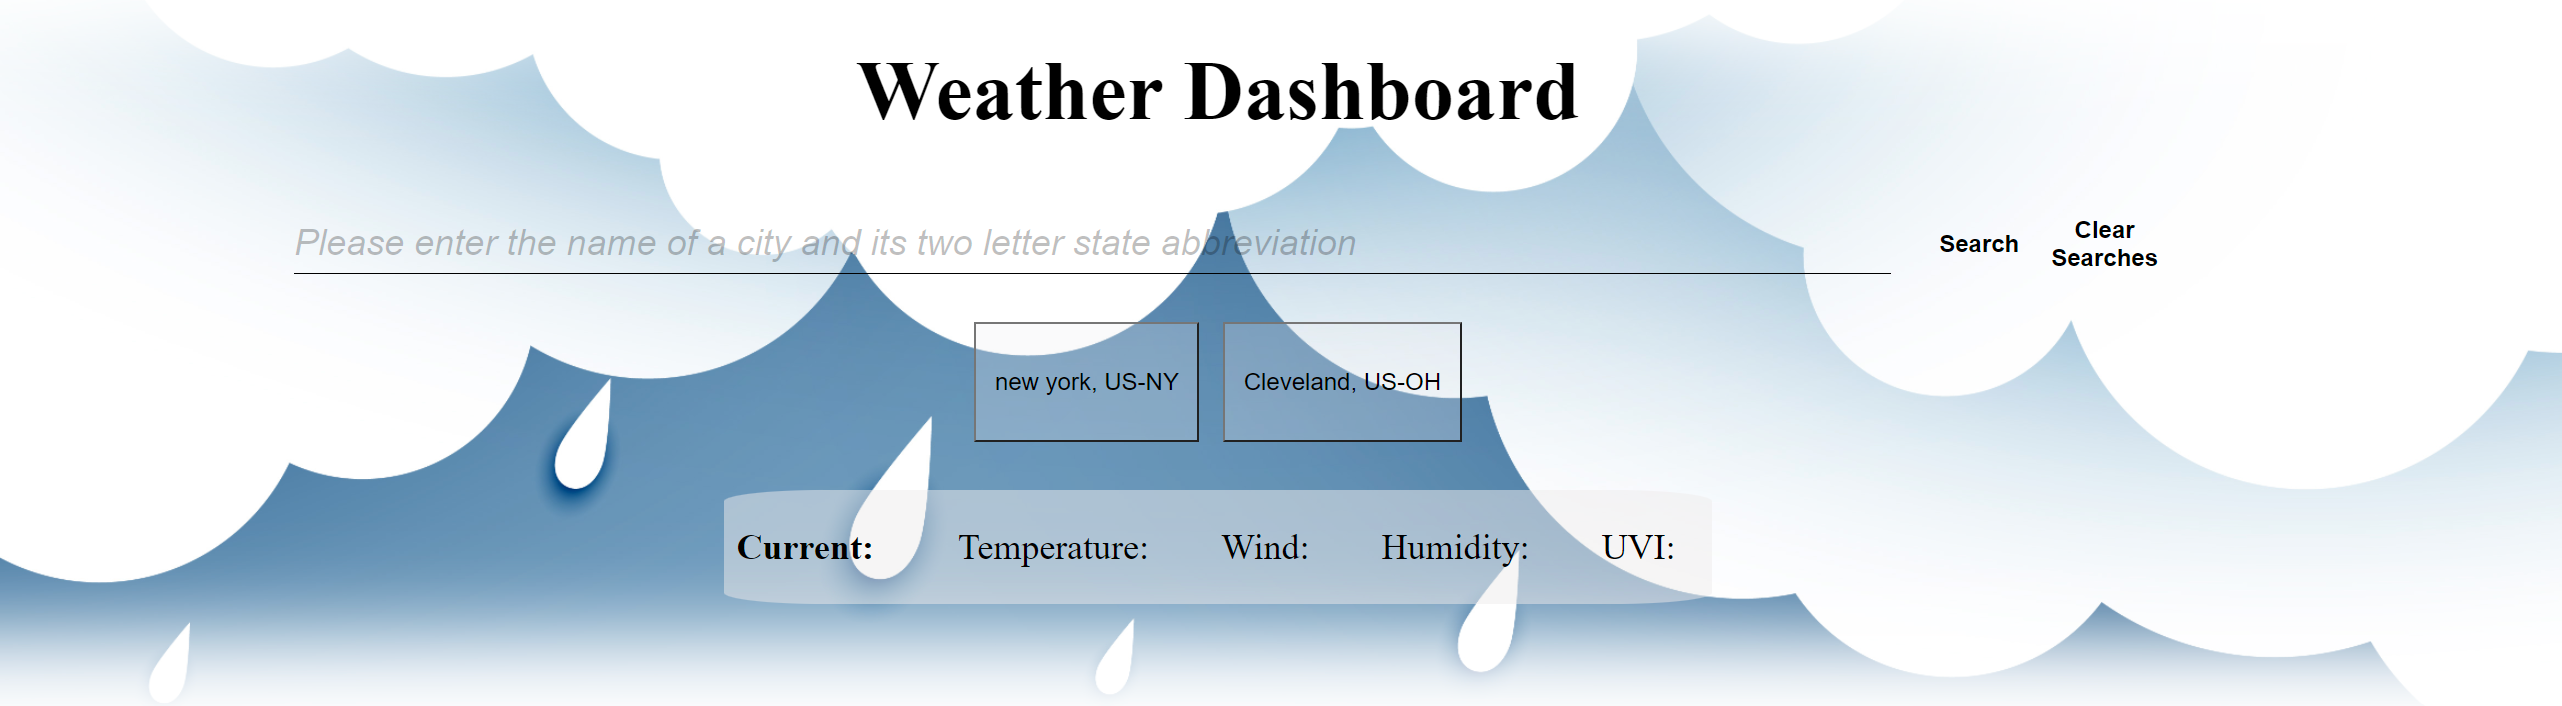 Weather Dashboard
Please enter the name of a city and its two letter state abbreviation
Search
Clear
Searches
new york, US-NY
Cleveland, US-OH
Current: Temperature: Wind: Humidity: UVI: